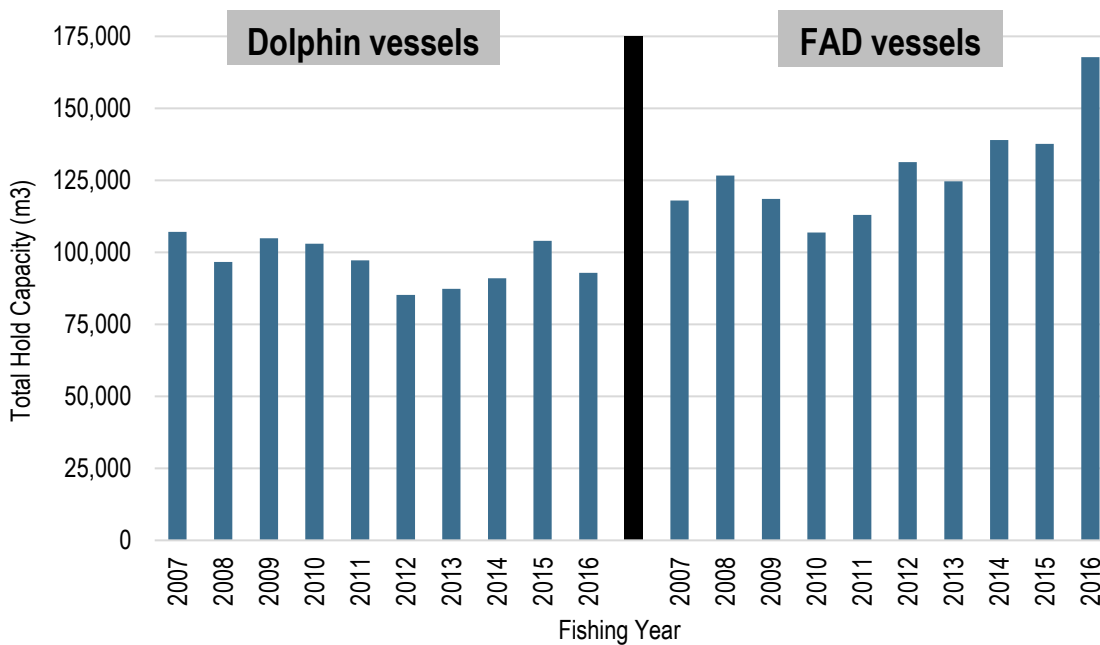 Dolphin vessels
FAD vessels
Total Hold Capacity (m3)
175,000
150,000
125,000
100,000
75,000
50,000
25,000
0
2007 2008 2009 2010 2011 2012 2013 2014 2015 2016 2007 2008 2009 2010 2011 2012 2013 2014 2015 2016
Fishing Year